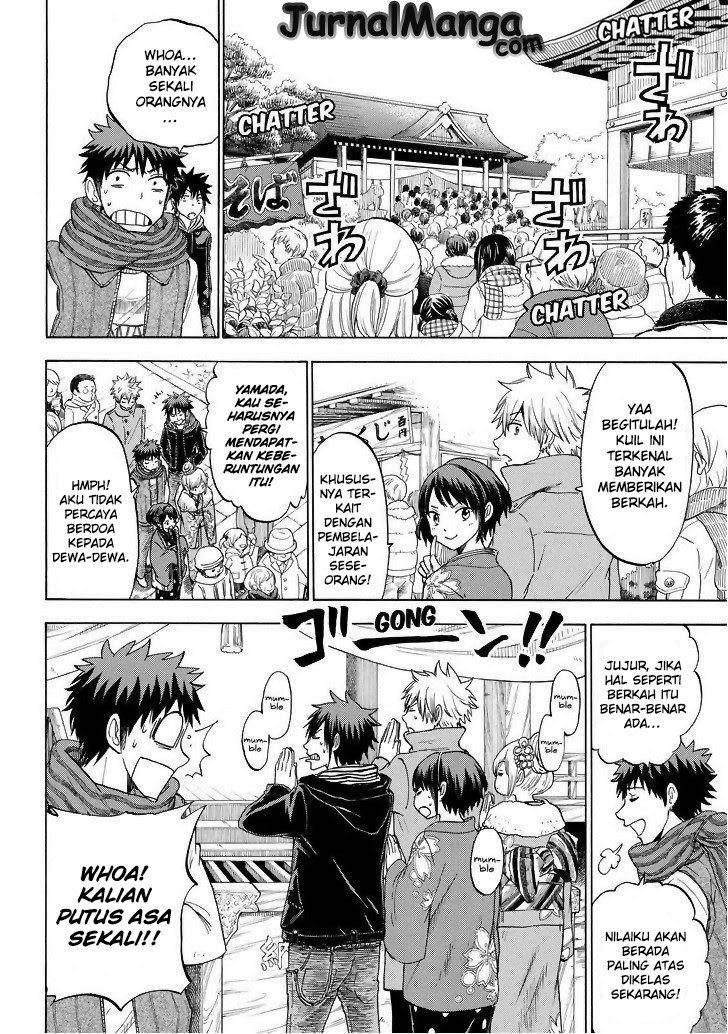 JurnalManga
.com
CHATTER
ざわ
CHATTER
CHATTER
ざわ
ざわ
CHATTER
そば
WHOA...
BANYAK
SEKALI
ORANGNYA
...
YAA
BEGITULAH!
KUIL INI
TERKENAL
BANYAK
MEMBERIKAN
BERKAH.
KHUSUS-
NYA TER-
KAIT
DENGAN
PEMBELA-
JARAN
SESE-
ORANG!
くじ
百円
YAMADA,
KAU SE-
HARUSNYA
PERGI
MENDAPAT-
KAN KEBE-
RUNTUNGAN
ITU!
HMPH!
AKU TIDAK
PERCAYA
BERDOA
KEPADA
DEWA-DEWA.
JUJUR, JIKA
HAL SEPERTI
BERKAH ITU
BENAR-BENAR
ADA...
NILAIKU AKAN
BERADA
PALING ATAS
DIKELAS
SEKARANG!
ゴーン!!
GONG
mum-
ble
mum-
ble
mum-
ble
mum-
ble
WHOA!
KALIAN
PUTUS ASA
SEKALI!!